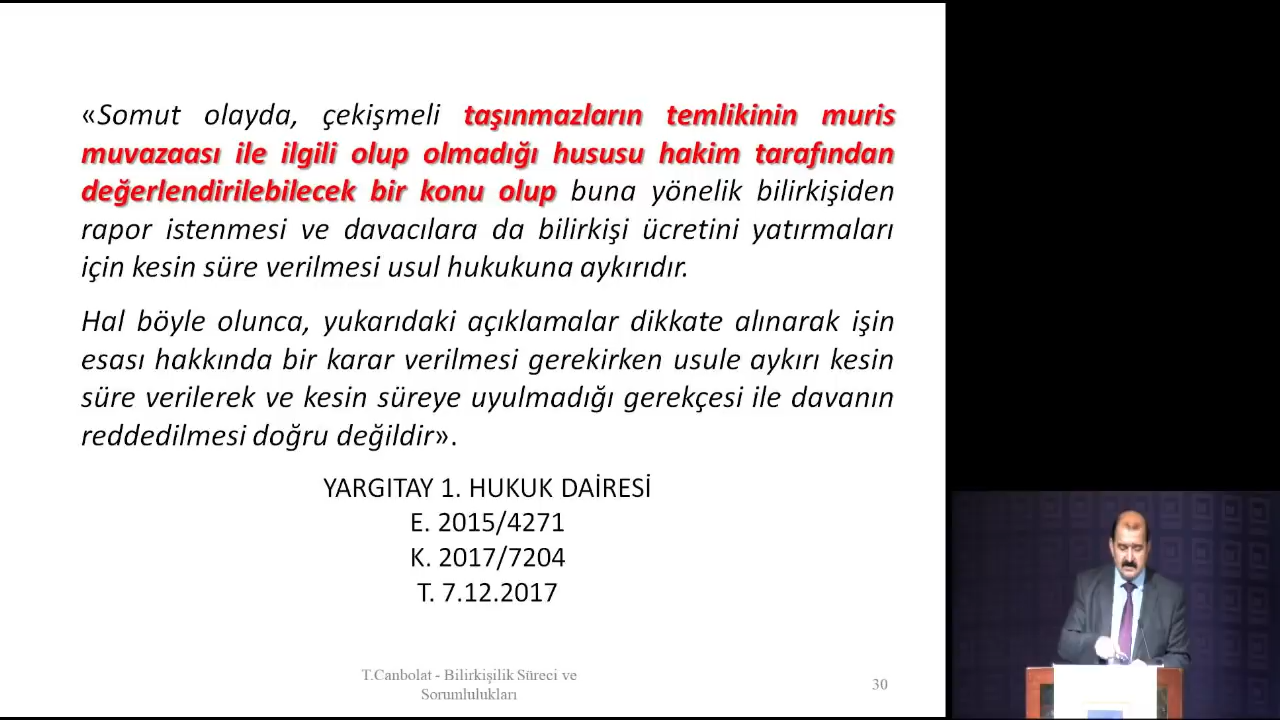 «Somut olayda, çekişmeli taşınmazların temlikinin muris
muvazaası ile ilgili olup olmadığı hususu hakim tarafından
değerlendirilebilecek bir konu olup buna yönelik bilirkişiden
rapor istenmesi ve davacılara da bilirkişi ücretini yatırmaları
için kesin süre verilmesi usul hukukuna aykırıdır.
Hal böyle olunca, yukarıdaki açıklamalar dikkate alınarak işin
esası hakkında bir karar verilmesi gerekirken usule aykırı kesin
süre verilerek ve kesin süreye uyulmadığı gerekçesi ile davanın
reddedilmesi doğru değildir».
YARGITAY 1. HUKUK DAİRESİ
E. 2015/4271
K. 2017/7204
T. 7.12.2017
T.Canbolat - Bilirkişilik Süreci ve
Sorumlulukları
30